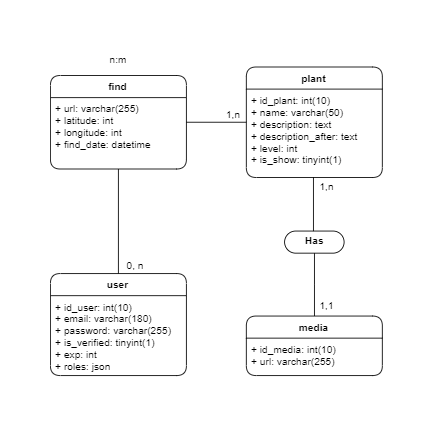 n:m
find
+ url: varchar(255)
+ latitude: int
+ longitude: int
+ find_date: datetime
1,n
plant
+ id_plant: int(10)
+ name: varchar(50)
+ description: text
+ description_after: text
+ level: int
+ is_show: tinyint(1)
1,n
Has
0, n
user
+ id_user: int(10)
+ email: varchar(180)
+ password: varchar(255)
+ is_verified: tinyint(1)
+ exp: int
+ roles: json
1,1
media
+ id_media: int(10)
+ url: varchar(255)